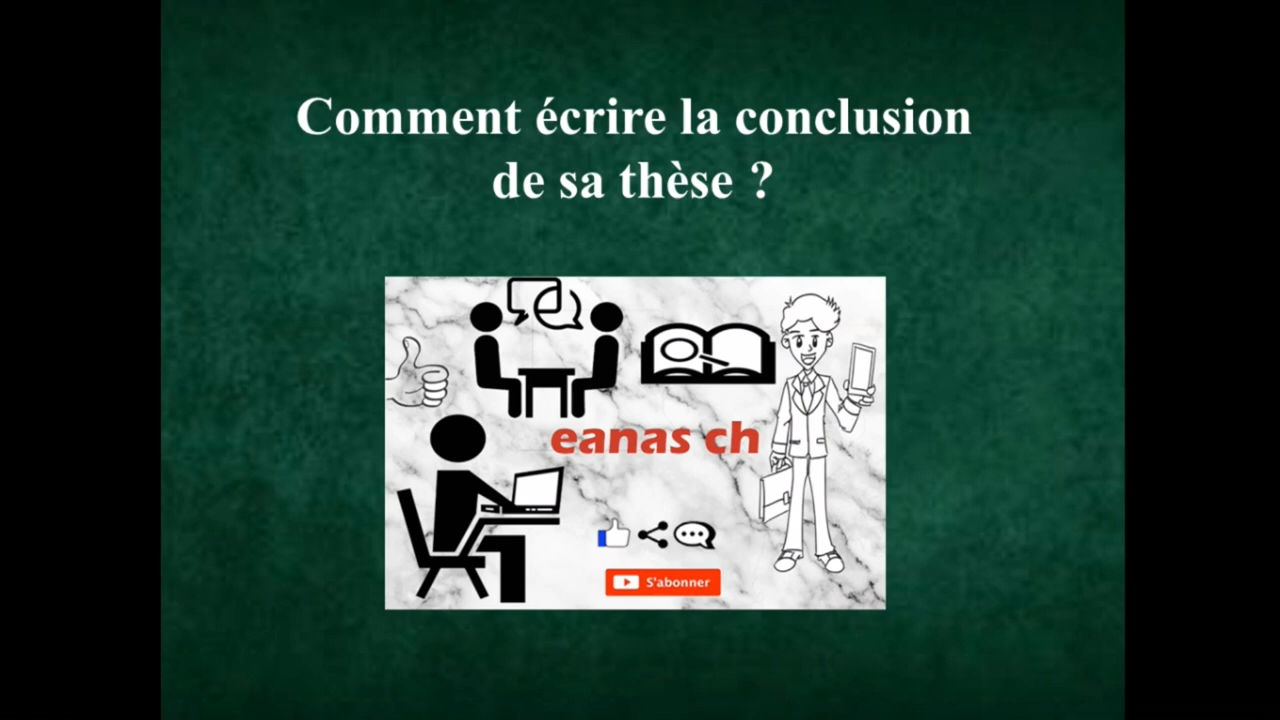 Comment écrire la conclusion
de sa thèse ?
eanas ch
S'abonner